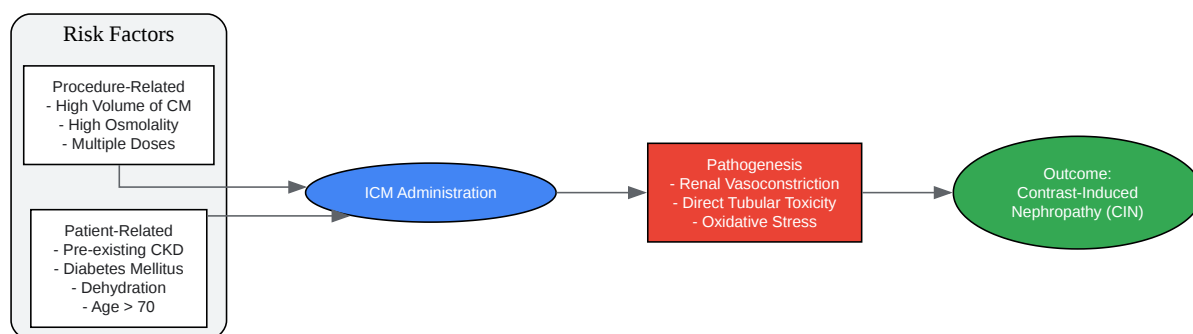 Risk Factors
Procedure-Related
- High Volume of CM
- High Osmolality
- Multiple Doses
Patient-Related
- Pre-existing CKD
- Diabetes Mellitus
- Dehydration
- Age > 70
ICM Administration
Pathogenesis
- Renal Vasoconstriction
- Direct Tubular Toxicity
- Oxidative Stress
Outcome:
Contrast-Induced
Nephropathy (CIN)